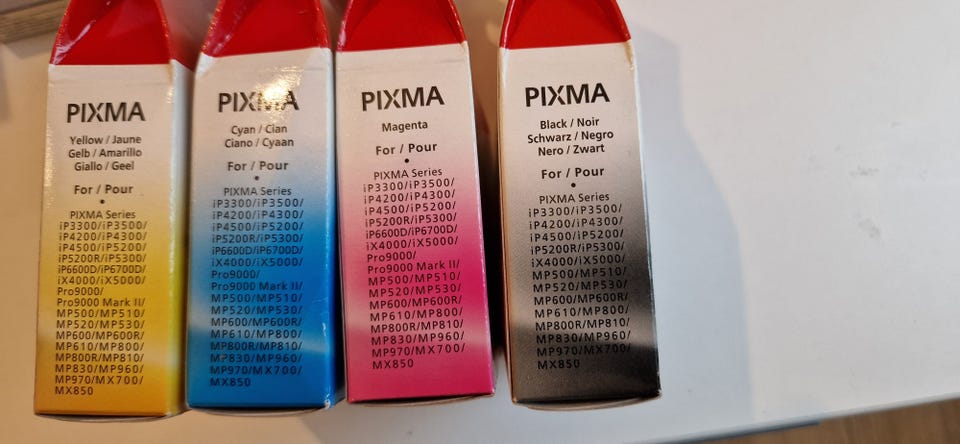 PIXMA
Yellow / Jaune
Gelb / Amarillo
Giallo / Geel
For / Pour
•
PIXMA Series
iP3300/iP3500/
iP4200/iP4300/
iP4500/iP5200/
iP5200R/iP5300/
iP6600D/iP6700D/
iX4000/iX5000/
Pro9000/
Pro9000 Mark II/
MP500/MP510/
MP520/MP530/
MP600/MP600R/
MP610/MP800/
MP800R/MP810/
MP830/MP960/
MP970/MX700/
MX850
PIXMA
Cyan / Cian
Ciano / Cyaan
For / Pour
•
PIXMA Series
iP3300/iP3500/
iP4200/iP4300/
iP4500/iP5200/
iP5200R/iP5300/
iP6600D/iP6700D/
iX4000/iX5000/
Pro9000/
Pro9000 Mark II/
MP500/MP510/
MP520/MP530/
MP600/MP600R/
MP610/MP800/
MP800R/MP810/
MP830/MP960/
MP970/MX700/
MX850
PIXMA
Magenta
For / Pour
•
PIXMA Series
iP3300/iP3500/
iP4200/iP4300/
iP4500/iP5200/
iP5200R/iP5300/
iP6600D/iP6700D/
iX4000/iX5000/
Pro9000/
Pro9000 Mark II/
MP500/MP510/
MP520/MP530/
MP600/MP600R/
MP610/MP800/
MP800R/MP810/
MP830/MP960/
MP970/MX700/
MX850
PIXMA
Black / Noir
Schwarz / Negro
Nero / Zwart
For / Pour
•
PIXMA Series
iP3300/iP3500/
iP4200/iP4300/
iP4500/iP5200/
iP5200R/iP5300/
iX4000/iX5000/
MP500/MP510/
MP520/MP530/
MP600/MP600R/
MP610/MP800/
MP800R/MP810/
MP830/MP960/
MP970/MX700/
MX850